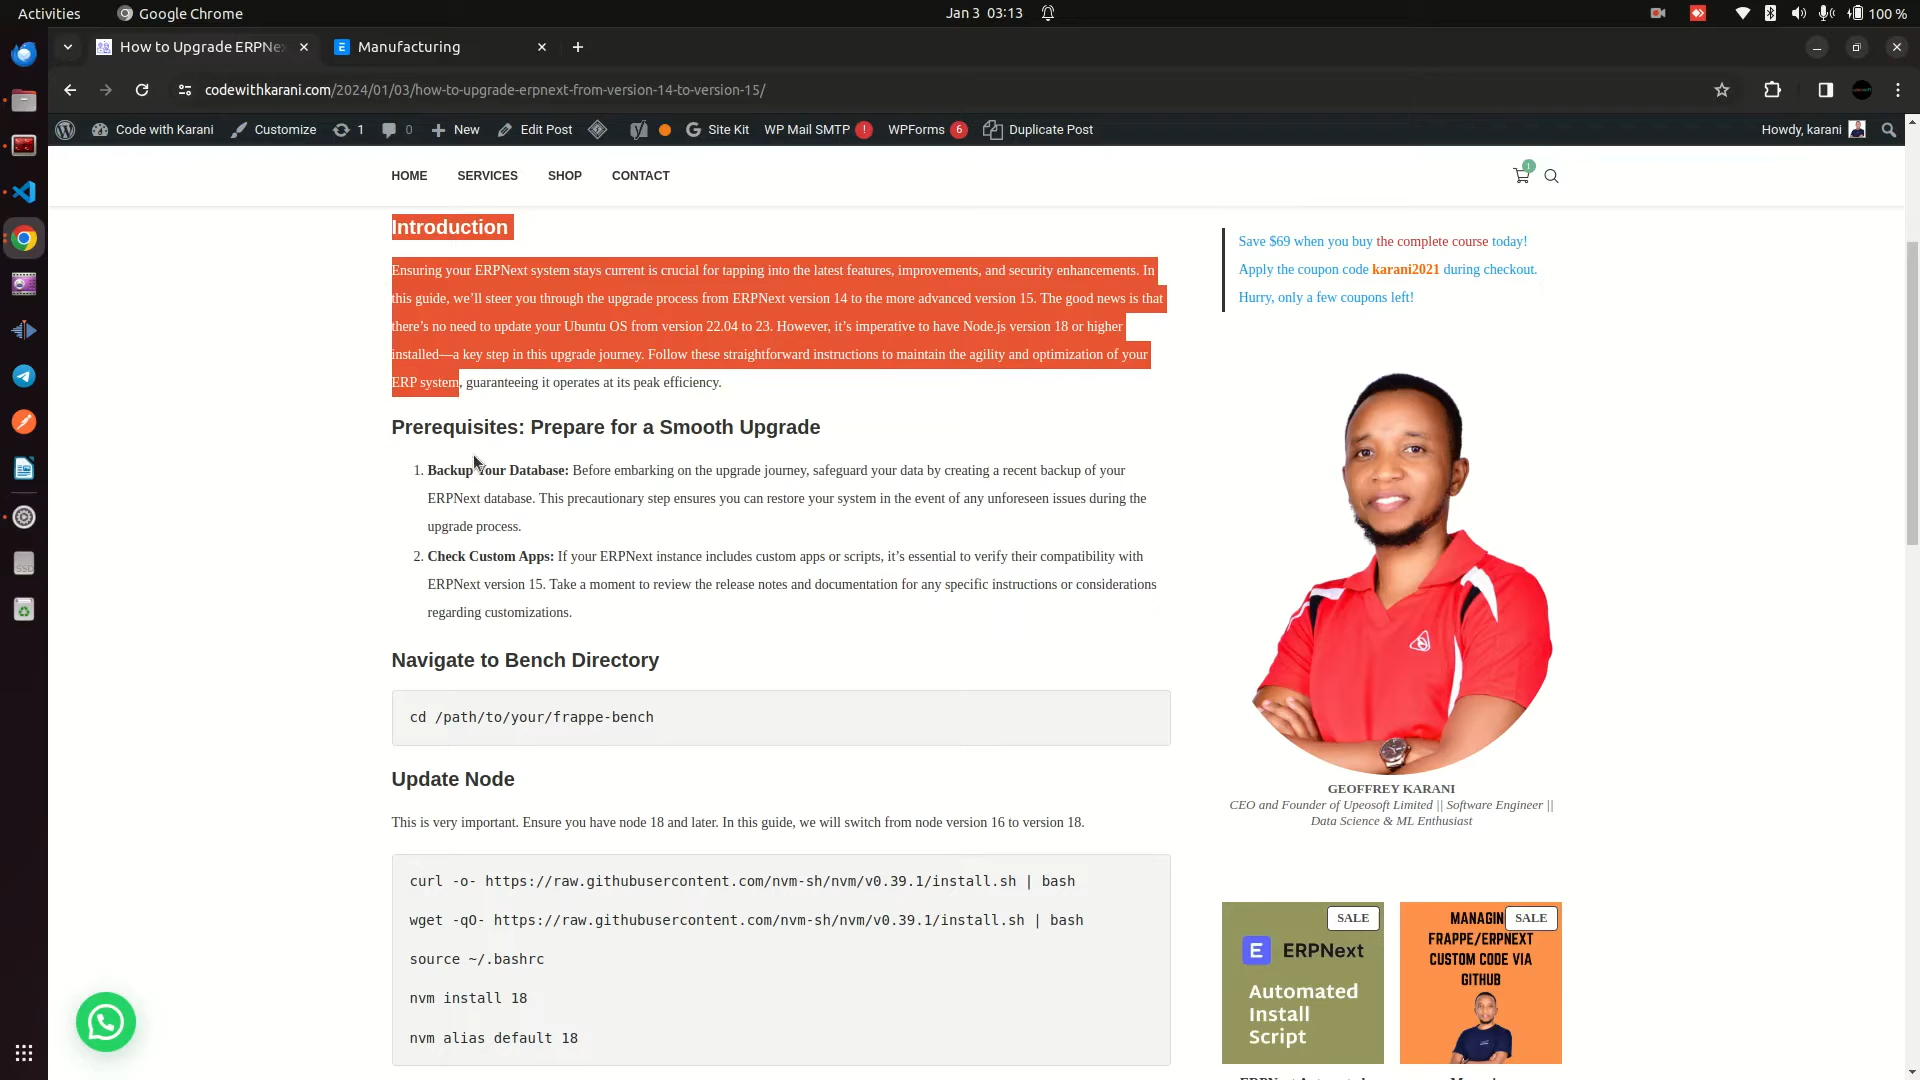 Activities
Google Chrome
Jan 3 03:13
100 %
How to Upgrade ERPNe
Manufacturing
codewithkarani.com/2024/01/03/how-to-upgrade-erpnext-from-version-14-to-version-15/
Code with Karani
Customize
1
0
New
Edit Post
Site Kit
WP Mail SMTP !
WPForms 6
Duplicate Post
Howdy, karani
HOME
SERVICES
SHOP
CONTACT
1
Introduction
Ensuring your ERPNext system stays current is crucial for tapping into the latest features, improvements, and security enhancements. In
this guide, we’ll steer you through the upgrade process from ERPNext version 14 to the more advanced version 15. The good news is that
there’s no need to update your Ubuntu OS from version 22.04 to 23. However, it’s imperative to have Node.js version 18 or higher
installed—a key step in this upgrade journey. Follow these straightforward instructions to maintain the agility and optimization of your
ERP system, guaranteeing it operates at its peak efficiency.
Prerequisites: Prepare for a Smooth Upgrade
1. Backup Your Database: Before embarking on the upgrade journey, safeguard your data by creating a recent backup of your
ERPNext database. This precautionary step ensures you can restore your system in the event of any unforeseen issues during the
upgrade process.
2. Check Custom Apps: If your ERPNext instance includes custom apps or scripts, it’s essential to verify their compatibility with
ERPNext version 15. Take a moment to review the release notes and documentation for any specific instructions or considerations
regarding customizations.
Navigate to Bench Directory
cd /path/to/your/frappe-bench
Update Node
This is very important. Ensure you have node 18 and later. In this guide, we will switch from node version 16 to version 18.
curl -o- https://raw.githubusercontent.com/nvm-sh/nvm/v0.39.1/install.sh | bash
wget -qO- https://raw.githubusercontent.com/nvm-sh/nvm/v0.39.1/install.sh | bash
source ~/.bashrc
nvm install 18
nvm alias default 18
Save $69 when you buy the complete course today!
Apply the coupon code karani2021 during checkout.
Hurry, only a few coupons left!
GEOFFREY KARANI
CEO and Founder of Upeosoft Limited || Software Engineer ||
Data Science & ML Enthusiast
SALE
E ERPNext
Automated
Install
Script
SALE
MANAGIN
FRAPPE/ERPNEXT
CUSTOM CODE VIA
GITHUB